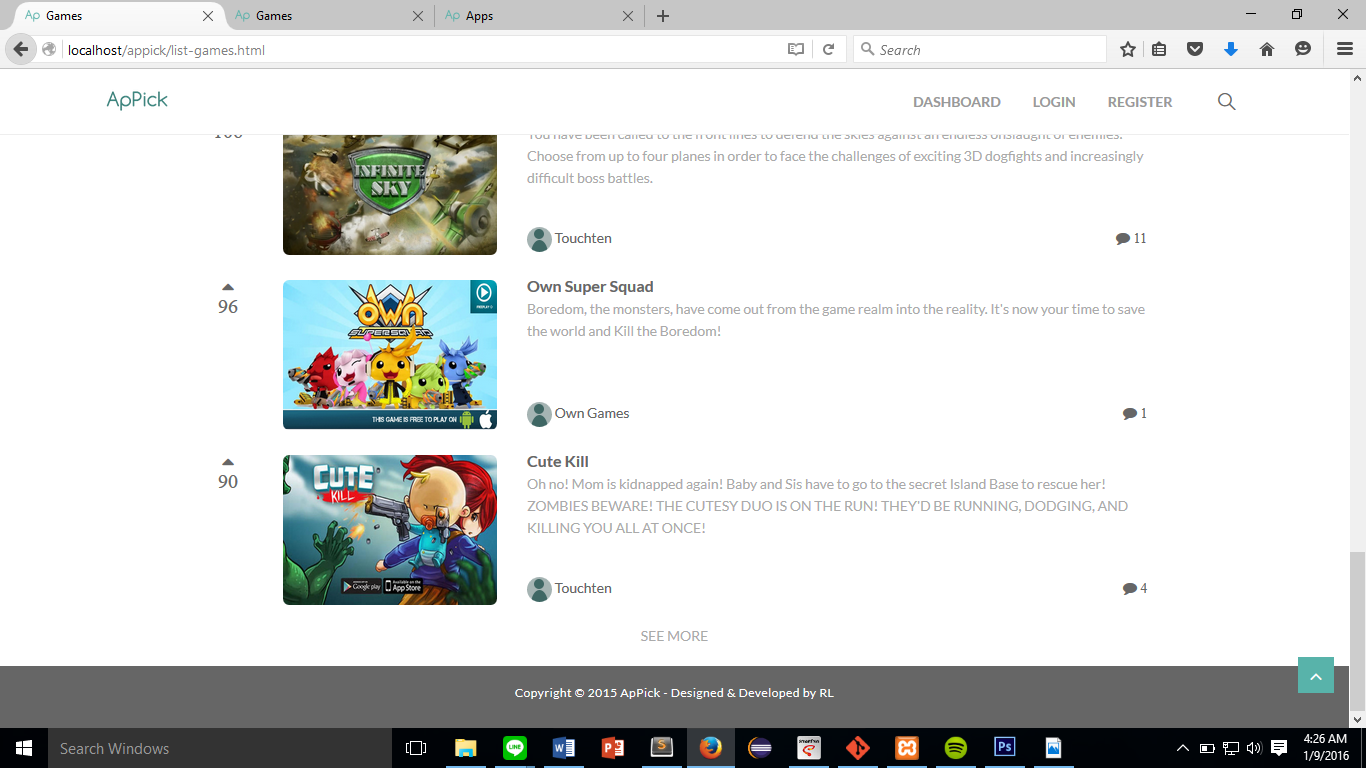 Games
Games
Apps
localhost/appick/list-games.html
Search
ApPick
DASHBOARD
LOGIN
REGISTER
You have been called to the front lines to defend the skies against an endless onslaught of enemies.
Choose from up to four planes in order to face the challenges of exciting 3D dogfights and increasingly
difficult boss battles.
INFINITE
SKY
Touchten
11
96
OWN
SUPERSQUAD
THIS GAME IS FREE TO PLAY ON
Own Super Squad
Boredom, the monsters, have come out from the game realm into the reality. It's now your time to save
the world and Kill the Boredom!
Own Games
1
90
CUTE
KILL
Google play
Available on the
App Store
Cute Kill
Oh no! Mom is kidnapped again! Baby and Sis have to go to the secret Island Base to rescue her!
ZOMBIES BEWARE! THE CUTESY DUO IS ON THE RUN! THEY'D BE RUNNING, DODGING, AND
KILLING YOU ALL AT ONCE!
Touchten
4
SEE MORE
Copyright © 2015 ApPick - Designed & Developed by RL
Search Windows
LINE
4:26 AM
1/9/2016